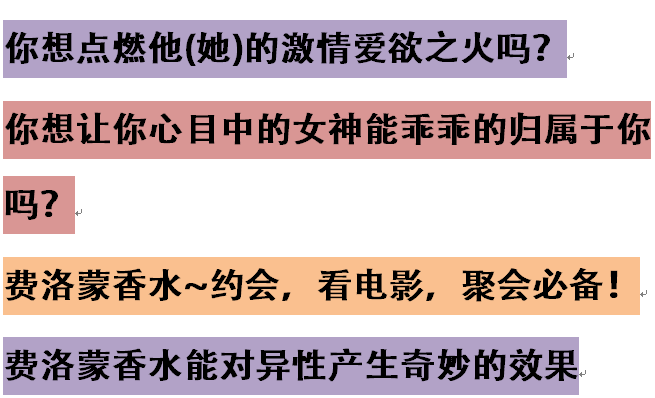 你想点燃他(她)的激情爱欲之火吗？
你想让你心目中的女神能乖乖的归属于你
吗？
费洛蒙香水~约会，看电影，聚会必备！
费洛蒙香水能对异性产生奇妙的效果